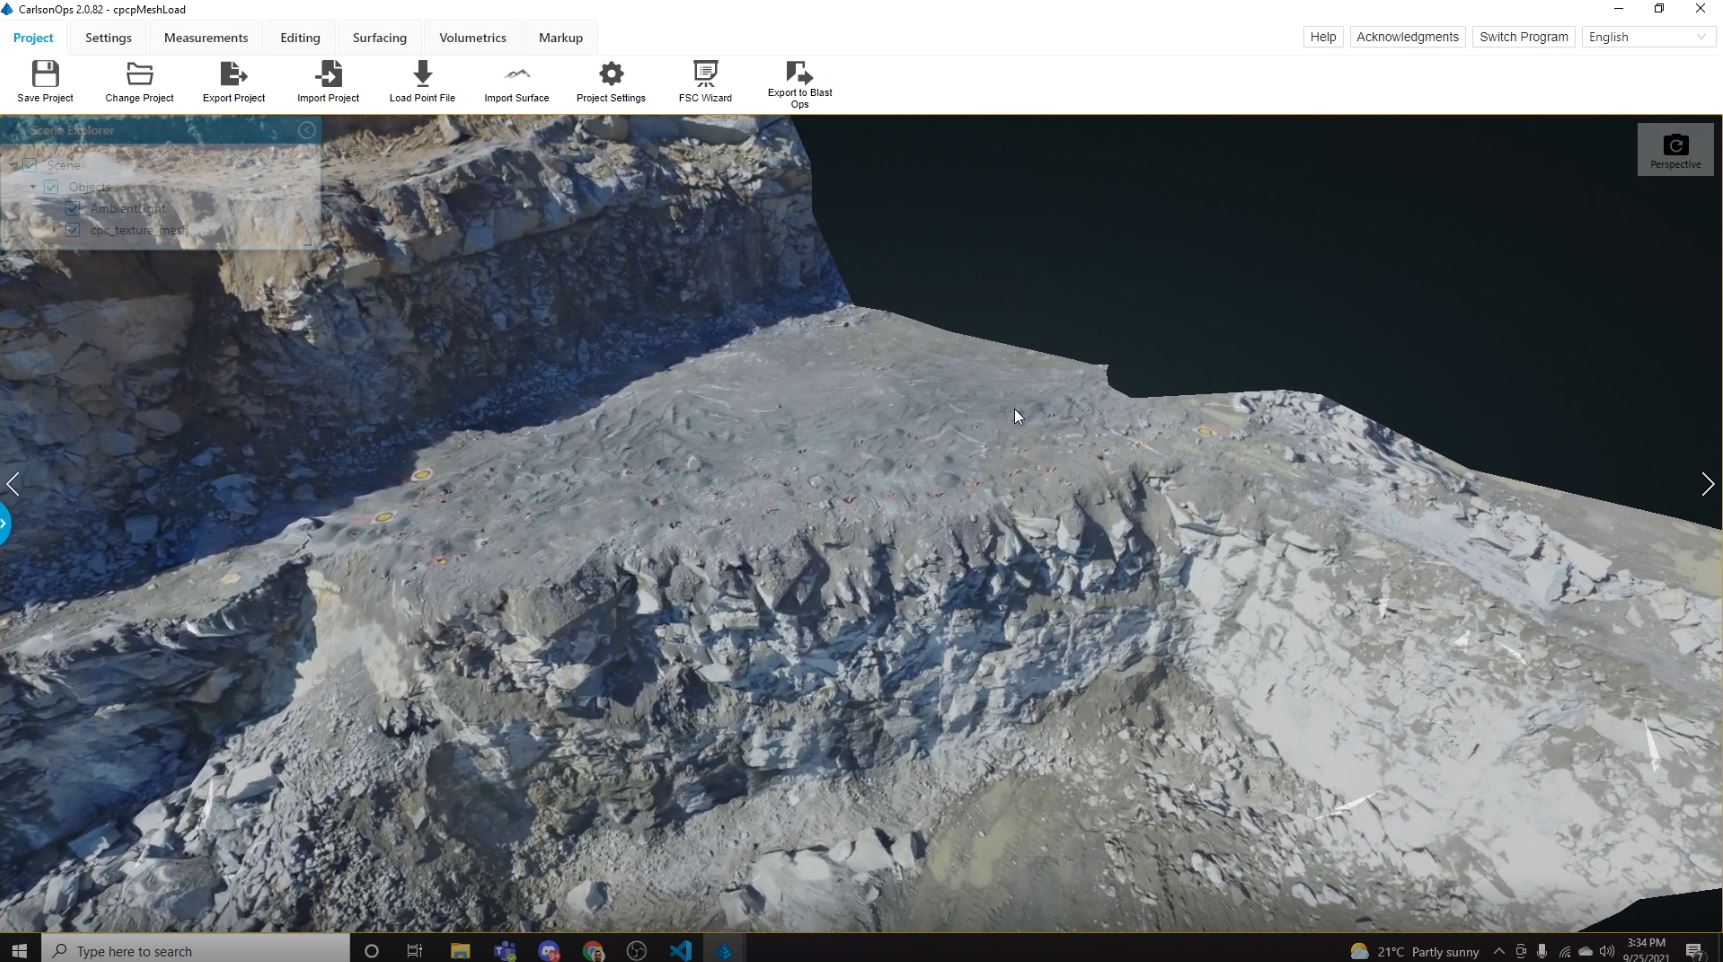 CarlsonOps 2.0.82 - cpcpMeshLoad
Project Settings Measurements Editing Surfacing Volumetrics Markup
Help Acknowledgments Switch Program English
Save Project Change Project Export Project Import Project Load Point File Import Surface Project Settings FSC Wizard Export to Blast Ops
Scene Explorer
Scene
Objects
AmbientLight
cpc_texture_mesh
Perspective
Type here to search
9+
21°C Partly sunny
3:34 PM
9/25/2021
7